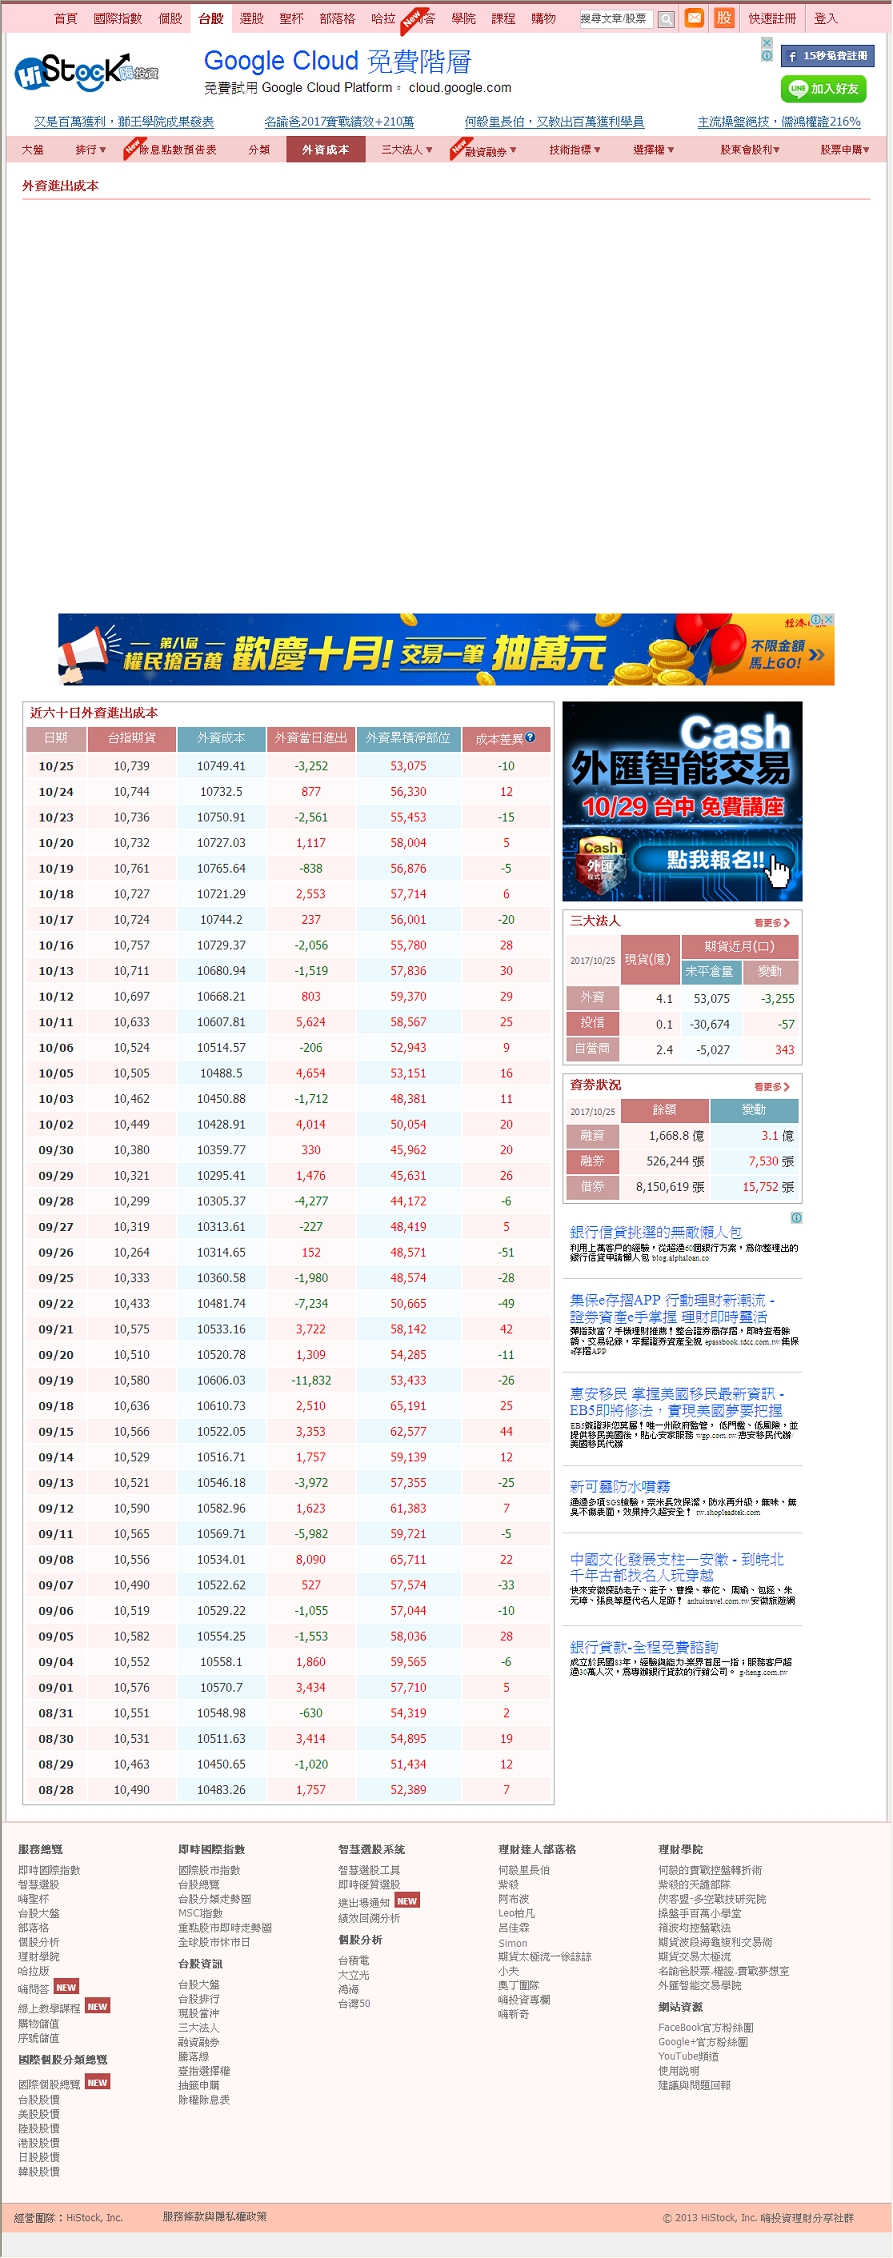 首頁 國際指數 個股 台股 選股 聖杯 部落格 哈拉 New 答 學院 課程 購物 搜尋文章/股票 股 快速註冊 登入
HiStock嗨投資
Google Cloud 免費階層
免費試用 Google Cloud Platform。 cloud.google.com
f 15秒免費註冊
LINE 加入好友
又是百萬獲利，獅王學院成果發表 名諭爸2017實戰績效+210萬 何毅里長伯，又教出百萬獲利學員 主流操盤絕技，儒鴻權證216%
大盤 排行▼ New 除息點數預告表 分類 外資成本 三大法人▼ New 融資融券▼ 技術指標▼ 選擇權▼ 股東會股利▼ 股票申購▼
外資進出成本
第八屆 權民搶百萬 歡慶十月! 交易一筆 抽萬元 不限金額 馬上GO!
近六十日外資進出成本
日期 台指期貨 外資成本 外資當日進出 外資累積淨部位 成本差異
10/25 10,739 10749.41 -3,252 53,075 -10
10/24 10,744 10732.5 877 56,330 12
10/23 10,736 10750.91 -2,561 55,453 -15
10/20 10,732 10727.03 1,117 58,004 5
10/19 10,761 10765.64 -838 56,876 -5
10/18 10,727 10721.29 2,553 57,714 6
10/17 10,724 10744.2 237 56,001 -20
10/16 10,757 10729.37 -2,056 55,780 28
10/13 10,711 10680.94 -1,519 57,836 30
10/12 10,697 10668.21 803 59,370 29
10/11 10,633 10607.81 5,624 58,567 25
10/06 10,524 10514.57 -206 52,943 9
10/05 10,505 10488.5 4,654 53,151 16
10/03 10,462 10450.88 -1,712 48,381 11
10/02 10,449 10428.91 4,014 50,054 20
09/30 10,380 10359.77 330 45,962 20
09/29 10,321 10295.41 1,476 45,631 26
09/28 10,299 10305.37 -4,277 44,172 -6
09/27 10,319 10313.61 -227 48,419 5
09/26 10,264 10314.65 152 48,571 -51
09/25 10,333 10360.58 -1,980 48,574 -28
09/22 10,433 10481.74 -7,234 50,665 -49
09/21 10,575 10533.16 3,722 58,142 42
09/20 10,510 10520.78 1,309 54,285 -11
09/19 10,580 10606.03 -11,832 53,433 -26
09/18 10,636 10610.73 2,510 65,191 25
09/15 10,566 10522.05 3,353 62,577 44
09/14 10,529 10516.71 1,757 59,139 12
09/13 10,521 10546.18 -3,972 57,355 -25
09/12 10,590 10582.96 1,623 61,383 7
09/11 10,565 10569.71 -5,982 59,721 -5
09/08 10,556 10534.01 8,090 65,711 22
09/07 10,490 10522.62 527 57,574 -33
09/06 10,519 10529.22 -1,055 57,044 -10
09/05 10,582 10554.25 -1,553 58,036 28
09/04 10,552 10558.1 1,860 59,565 -6
09/01 10,576 10570.7 3,434 57,710 5
08/31 10,551 10548.98 -630 54,319 2
08/30 10,531 10511.63 3,414 54,895 19
08/29 10,463 10450.65 -1,020 51,434 12
08/28 10,490 10483.26 1,757 52,389 7
Cash
外匯智能交易
10/29 台中 免費講座
Cash 外匯 點我報名!!
三大法人 看更多
2017/10/25 現貨(億) 期貨近月(口)
未平倉量 變動
外資 4.1 53,075 -3,255
投信 0.1 -30,674 -57
自營商 2.4 -5,027 343
資券狀況 看更多
2017/10/25 餘額 變動
融資 1,668.8 億 3.1 億
融券 526,244 張 7,530 張
借券 8,150,619 張 15,752 張
銀行信貸挑選的無敵懶人包
利用上萬客戶的經驗，從超過60個銀行方案，為你整理出的
銀行信貸申請懶人包 blog.alphaloan.co
集保e存摺APP 行動理財新潮流 -
證券資產e手掌握 理財即時靈活
彈指致富？手機理財推薦！整合證券商存摺，即時查看餘
額、交易紀錄，掌握證券資產全貌 epassbook.tdcc.com.tw/集保
e存摺APP
惠安移民 掌握美國移民最新資訊 -
EB5即將修法，實現美國夢要把握
EB5簽證非您莫屬！唯一州政府監管， 低門檻、低風險，並
提供移民美國後，貼心安家服務 wgp.com.tw/惠安移民代辦/
美國移民代辦
新可靈防水噴霧
通過多項SGS檢驗，奈米長效保潔，防水再升級，無味、無
臭不傷表面，效果持久超安全！ tw.shopleadtek.com
中國文化發展支柱—安徽 - 到皖北
千年古都找名人玩穿越
快來安徽探訪老子、莊子、曹操、華佗、 周瑜、包拯、朱
元璋、張良等歷代名人足跡！ anhuitravel.com.tw/安徽旅遊網
銀行貸款-全程免費諮詢
成立於民國83年，經驗與能力-業界首屈一指；服務客戶超
過30萬人次，為專辦銀行貸款的行銷公司。 g-heng.com.tw
服務總覽
即時國際指數
智慧選股
嗨聖杯
台股大盤
部落格
個股分析
理財學院
哈拉版
嗨問答 NEW
線上教學課程 NEW
購物儲值
序號儲值
國際個股分類總覽
國際個股總覽 NEW
台股股價
美股股價
陸股股價
港股股價
日股股價
韓股股價
即時國際指數
國際股市指數
台股總覽
台股分類走勢圖
MSCI指數
重點股市即時走勢圖
全球股市休市日
台股資訊
台股大盤
台股排行
現股當沖
三大法人
融資融券
騰落線
臺指選擇權
抽籤申購
除權除息表
智慧選股系統
智慧選股工具
即時優質選股
進出場通知 NEW
績效回溯分析
個股分析
台積電
大立光
鴻海
台灣50
理財達人部落格
何毅里長伯
紫殺
阿布波
Leo槍凡
呂佳霖
Simon
期貨太極流一徐諒諒
小夫
奧丁團隊
嗨投資專欄
嗨新奇
理財學院
何毅的實戰控盤轉折術
紫殺的天譴部隊
俠客盟-多空戰技研究院
操盤手百萬小學堂
箱波均控盤戰法
期貨波段海龜複利交易術
期貨交易太極流
名諭爸股票.權證.實戰夢想室
外匯智能交易學院
網站資源
FaceBook官方粉絲團
Google+官方粉絲團
YouTube頻道
使用說明
建議與問題回報
經營團隊：HiStock, Inc. 服務條款與隱私權政策 © 2013 HiStock, Inc. 嗨投資理財分享社群